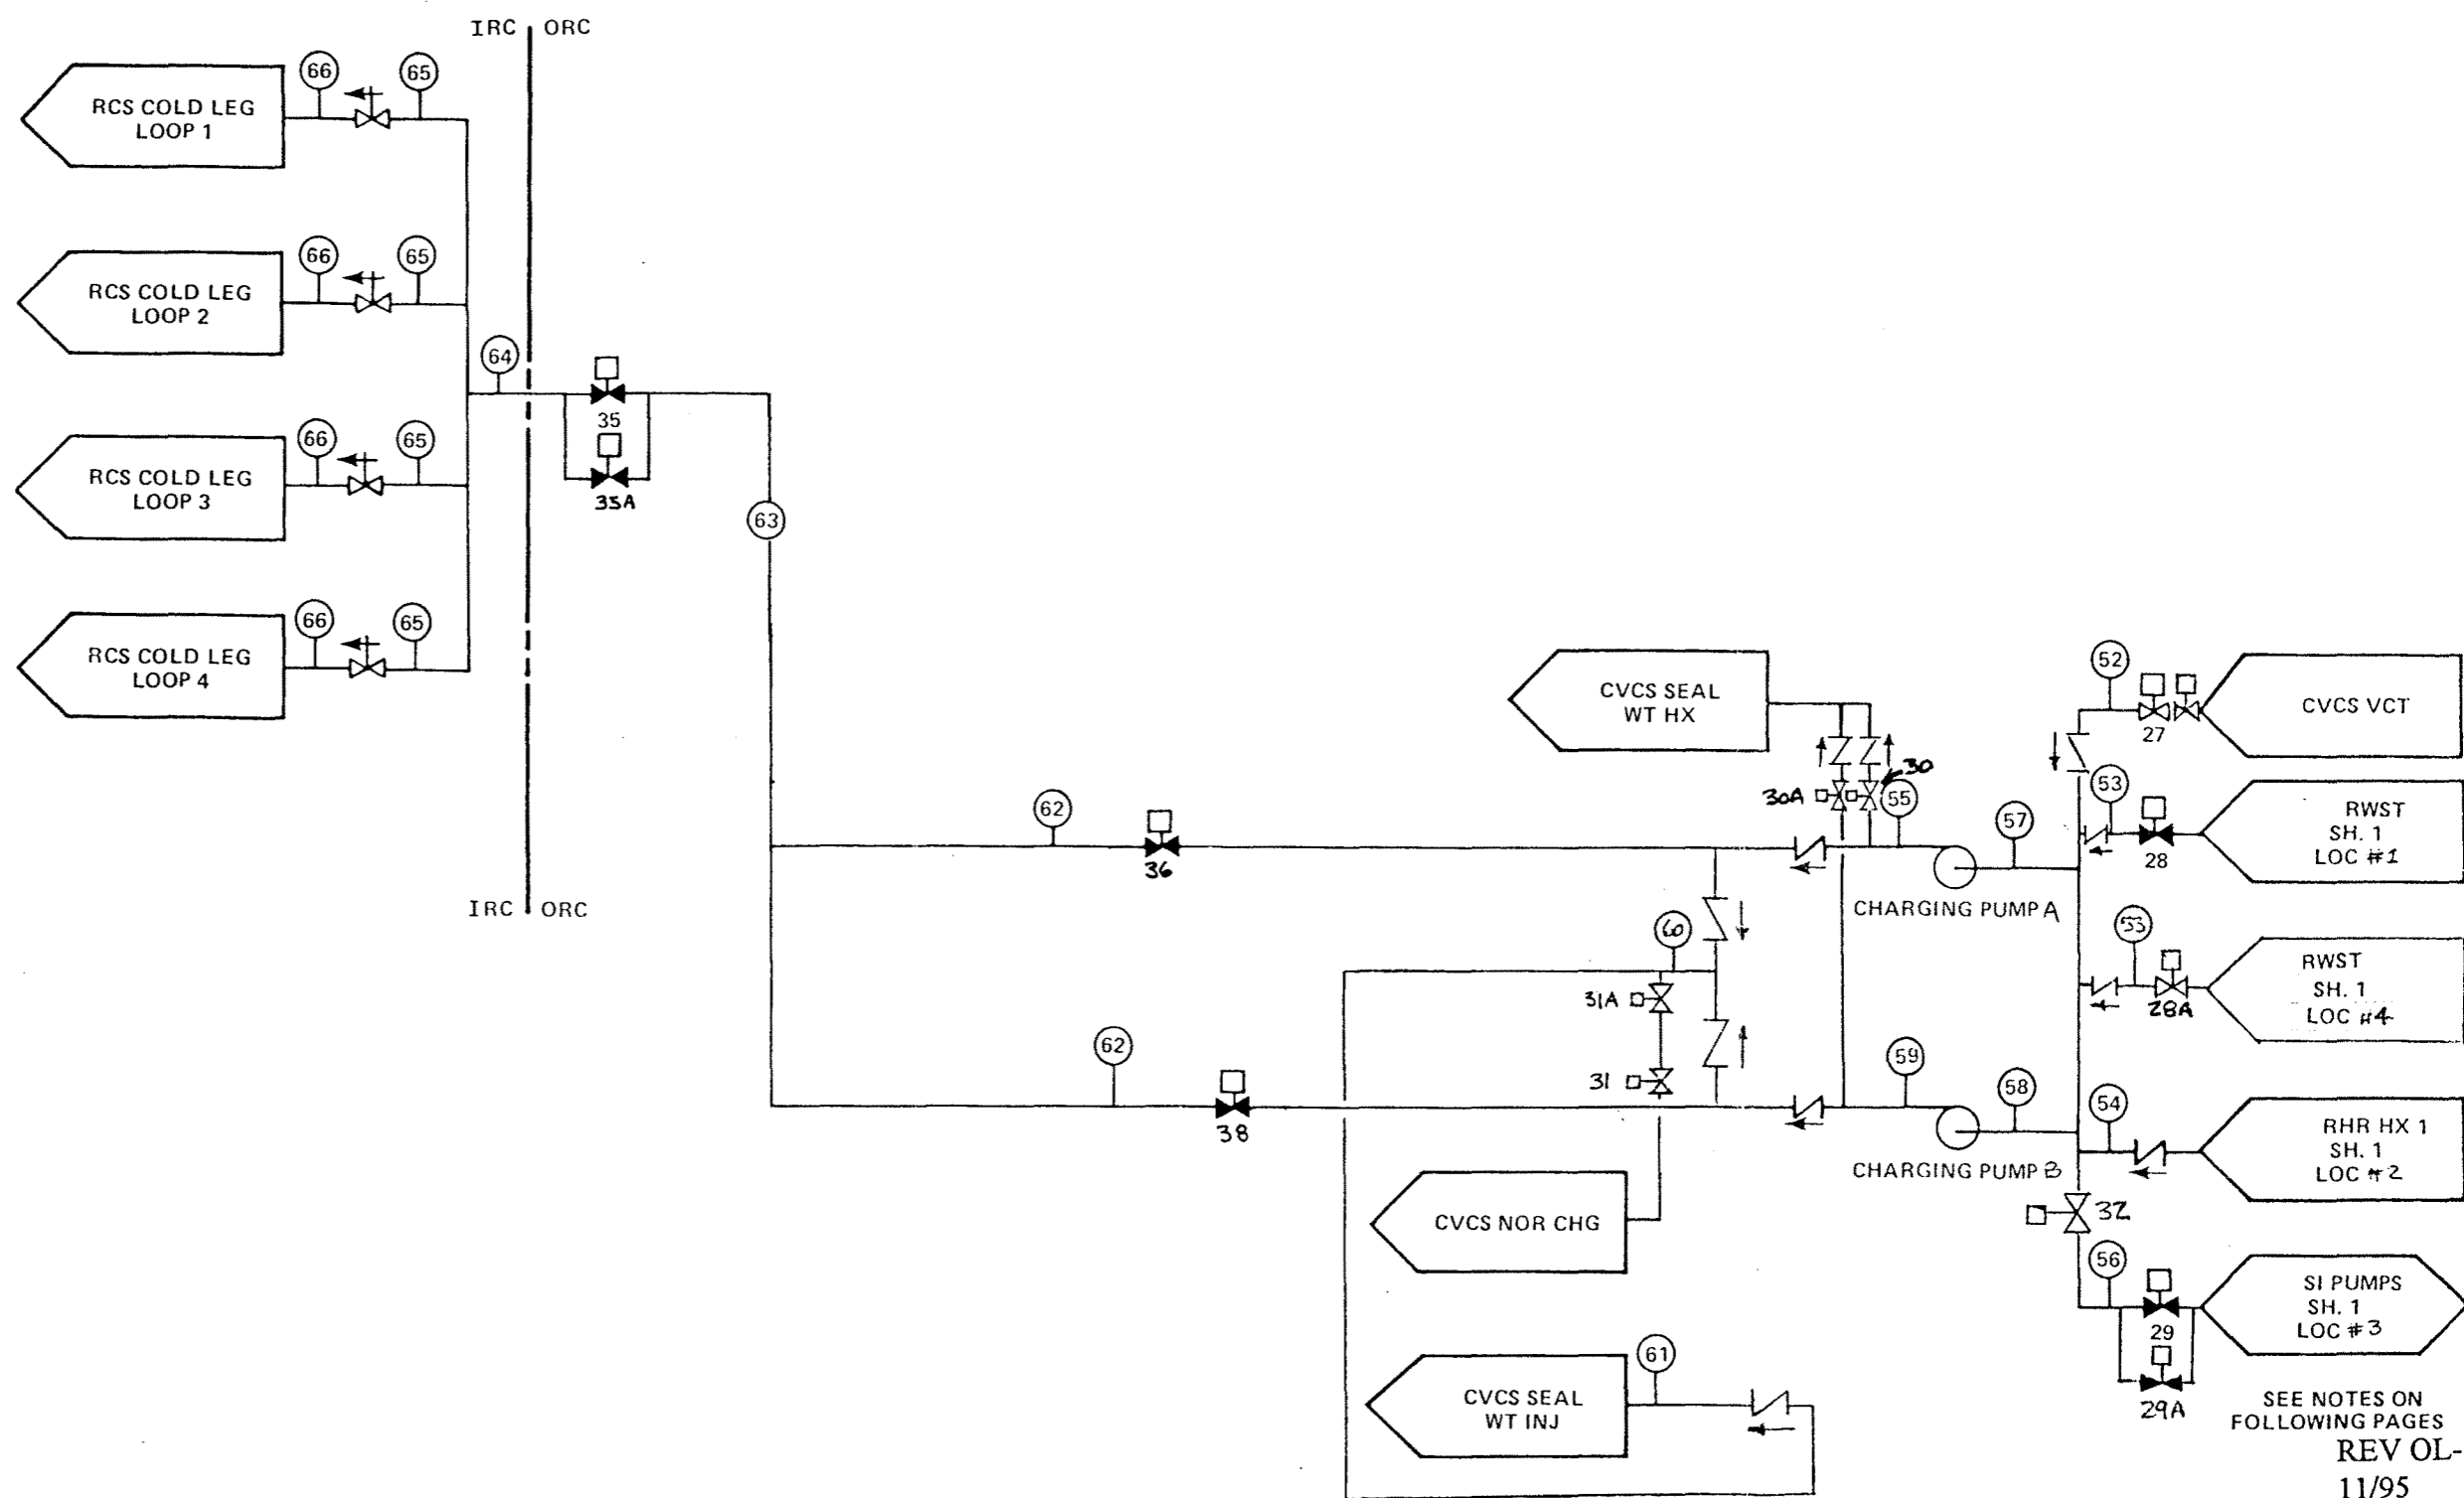 IRC ORC
66
65
RCS COLD LEG
LOOP 1
66
65
RCS COLD LEG
LOOP 2
64
35
66
65
RCS COLD LEG
LOOP 3
35A
63
66
65
RCS COLD LEG
LOOP 4
CVCS SEAL
WT HX
52
CVCS VCT
27
30
30A
55
53
62
57
RWST
SH. 1
LOC #1
28
36
IRC ORC
CHARGING PUMP A
60
53
RWST
SH. 1
LOC #4
31A
28A
62
59
58
54
31
38
RHR HX 1
SH. 1
LOC #2
CHARGING PUMP B
CVCS NOR CHG
32
56
SI PUMPS
SH. 1
LOC #3
29
61
CVCS SEAL
WT INJ
29A
SEE NOTES ON
FOLLOWING PAGES
REV OL-
11/95